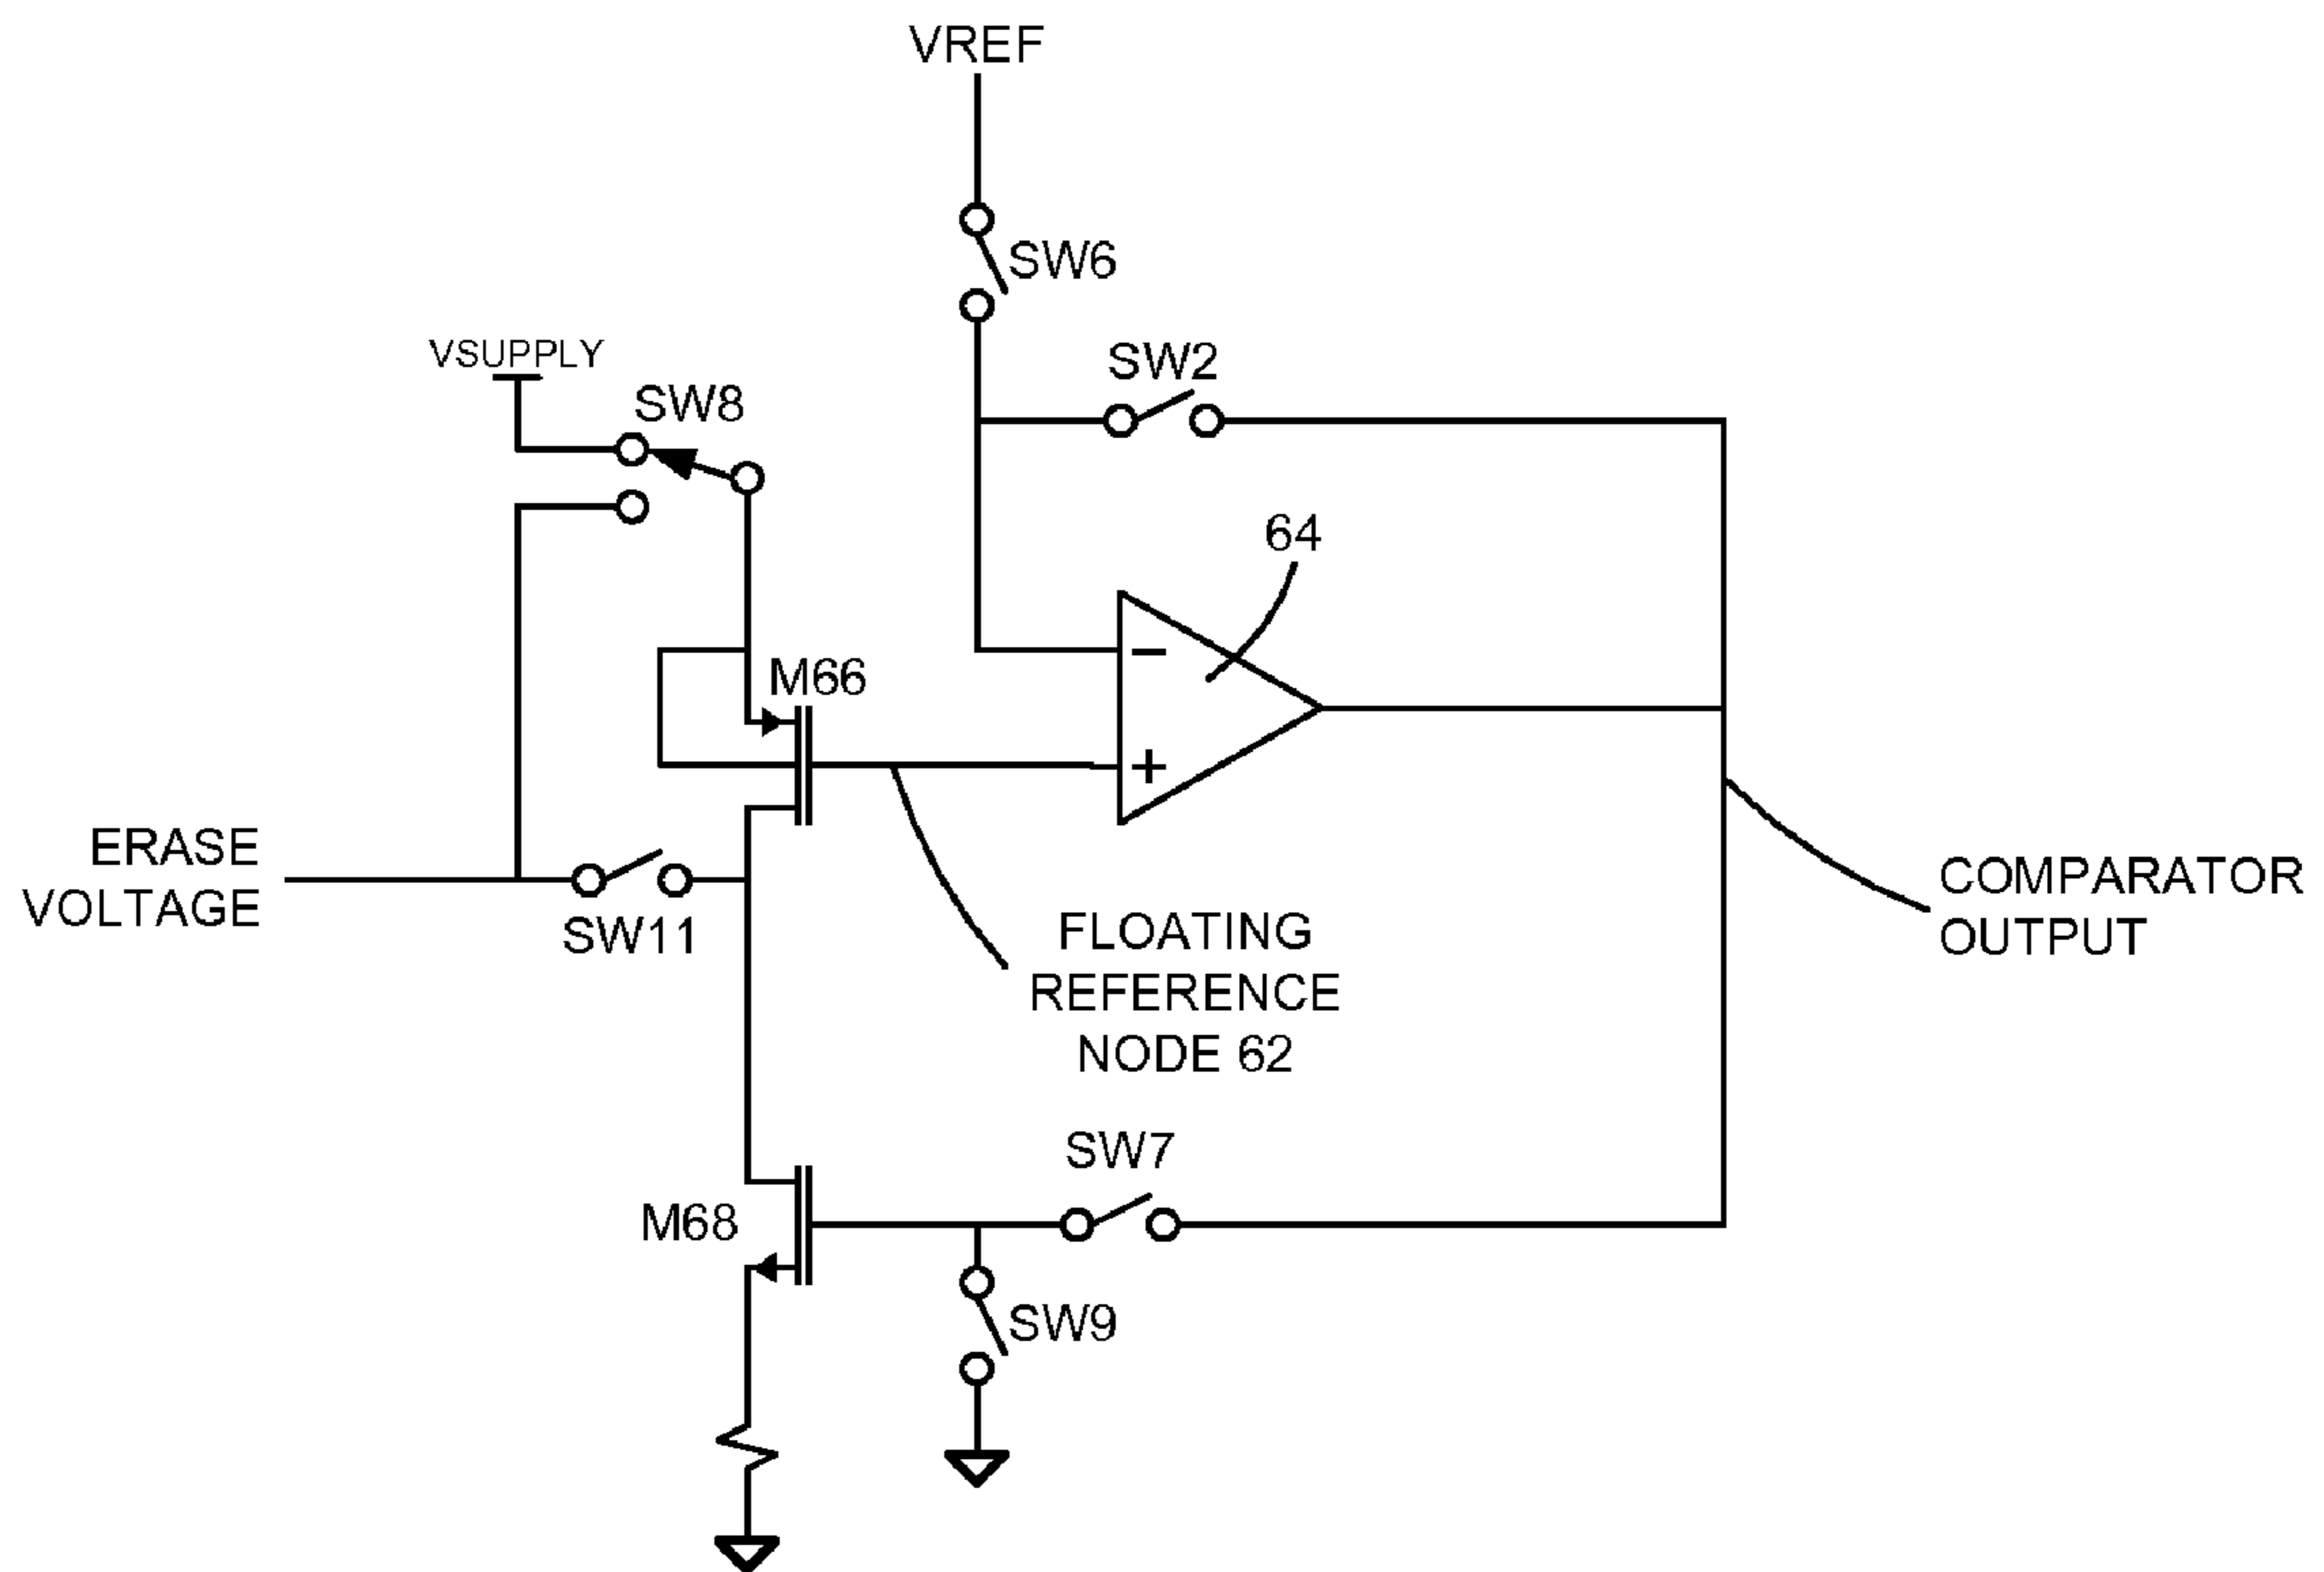 VREF
SW6
VSUPPLY
SW2
SW8
64
−
M66
+
ERASE
VOLTAGE
SW11
FLOATING
REFERENCE
NODE 62
COMPARATOR
OUTPUT
SW7
M68
SW9